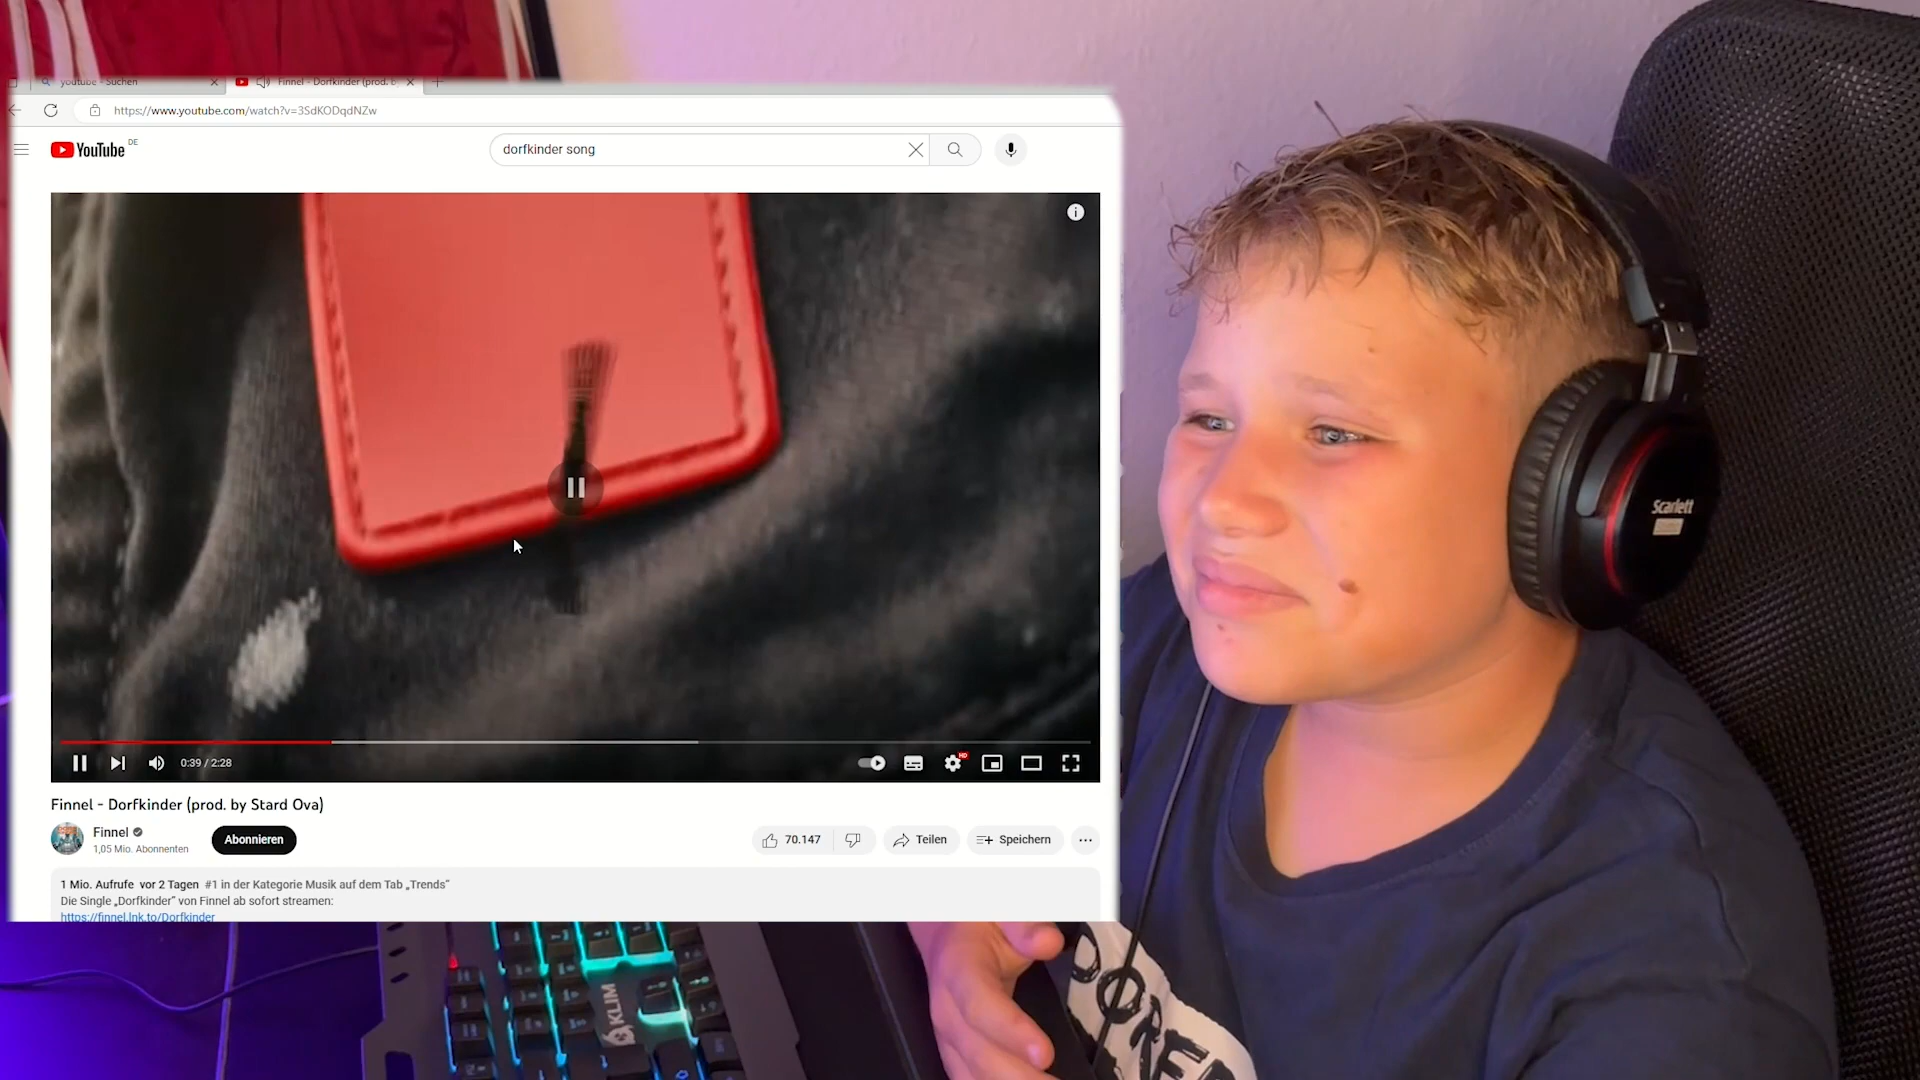 youtube - Suchen
Finnel - Dorfkinder (prod. b
https://www.youtube.com/watch?v=3SdKODqdNZw
YouTube DE
dorfkinder song
0:39 / 2:28
HD
Finnel - Dorfkinder (prod. by Stard Ova)
Finnel
1,05 Mio. Abonnenten
Abonnieren
70.147
Teilen
Speichern
1 Mio. Aufrufe vor 2 Tagen #1 in der Kategorie Musik auf dem Tab „Trends“
Die Single „Dorfkinder“ von Finnel ab sofort streamen:
https://finnel.lnk.to/Dorfkinder
Scarlett
KLIM